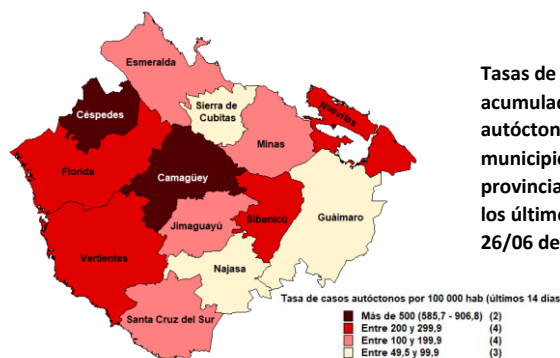 Esmeralda
Céspedes
Sierra de
Cubitas
Nuevitas
Minas
Florida
Camagüey
Guáimaro
Sibanicú
Jimaguayú
Vertientes
Najasa
Santa Cruz del Sur
Tasas de
acumulad
autócton
municipio
provincia
los último
26/06 de
Tasa de casos autóctonos por 100 000 hab (últimos 14 días
Más de 500 (585,7 - 906,8) (2)
Entre 200 y 299,9 (4)
Entre 100 y 199,9 (4)
Entre 49,5 y 99,9 (3)